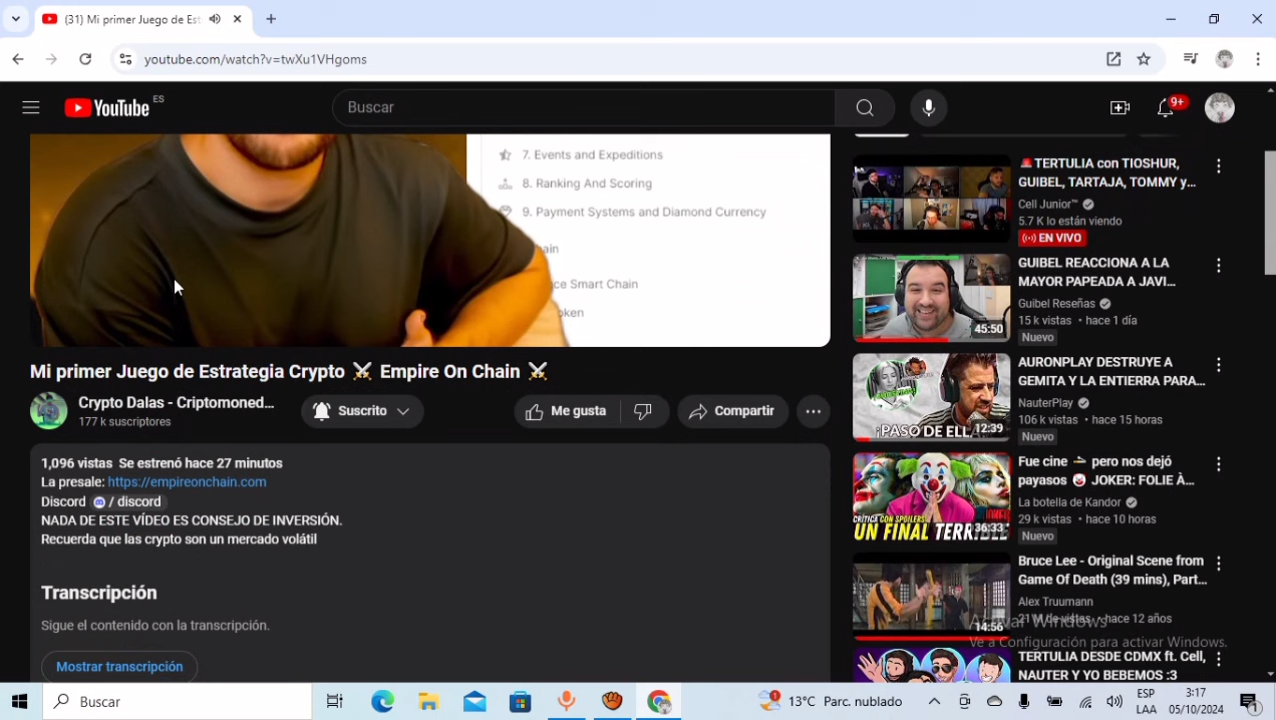 (31) Mi primer Juego de Est
youtube.com/watch?v=twXu1VHgoms
YouTube ES
Buscar
9+
7. Events and Expeditions
8. Ranking And Scoring
9. Payment Systems and Diamond Currency
ain
ce Smart Chain
oken
Mi primer Juego de Estrategia Crypto ⚔️ Empire On Chain ⚔️
Crypto Dalas - Criptomoned...
177 k suscriptores
Suscrito
Me gusta
Compartir
1,096 vistas Se estrenó hace 27 minutos
La presale: https://empireonchain.com
Discord / discord
NADA DE ESTE VÍDEO ES CONSEJO DE INVERSIÓN.
Recuerda que las crypto son un mercado volátil
Transcripción
Sigue el contenido con la transcripción.
Mostrar transcripción
🚨TERTULIA con TIOSHUR,
GUIBEL, TARTAJA, TOMMY y...
Cell Junior™
5.7 K lo están viendo
EN VIVO
GUIBEL REACCIONA A LA
MAYOR PAPEADA A JAVI...
Guibel Reseñas
15 k vistas • hace 1 día
45:50
Nuevo
AURONPLAY DESTRUYE A
GEMITA Y LA ENTIERRA PARA...
NauterPlay
106 k vistas • hace 15 horas
¡PASO DE ELL
12:39
Nuevo
Fue cine 🚬 pero nos dejó
payasos 🤡 JOKER: FOLIE À...
La botella de Kandor
29 k vistas • hace 10 horas
CRÍTICA CON SPOILERS
UN FINAL TERRIBLE
36:33
Nuevo
Bruce Lee - Original Scene from
Game Of Death (39 mins), Part...
Alex Truumann
21 M de vistas • hace 12 años
14:56
Activar Windows
Ve a Configuración para activar Windows.
TERTULIA DESDE CDMX ft. Cell,
NAUTER Y YO BEBEMOS :3
Buscar
13°C Parc. nublado
ESP
LAA
3:17
05/10/2024
1